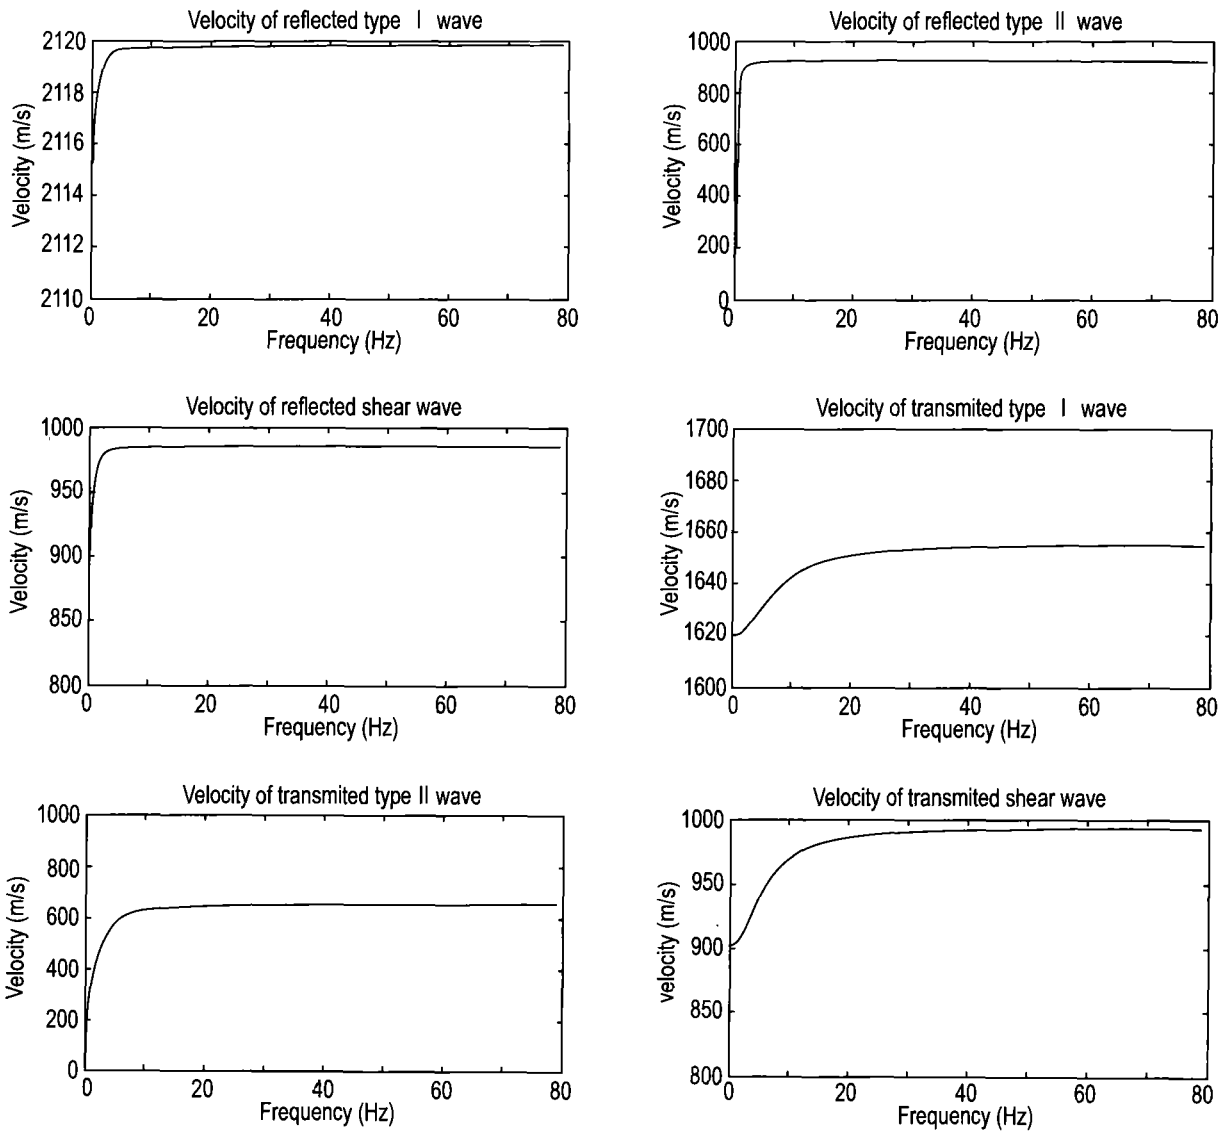 Velocity of reflected type I wave
2120
2118
2116
2114
2112
2110
Velocity (m/s)
0 20 40 60 80
Frequency (Hz)
Velocity of reflected type II wave
1000
800
600
400
200
0
Velocity (m/s)
0 20 40 60 80
Frequency (Hz)
Velocity of reflected shear wave
1000
950
900
850
800
Velocity (m/s)
0 20 40 60 80
Frequency (Hz)
Velocity of transmited type I wave
1700
1680
1660
1640
1620
1600
Velocity (m/s)
0 20 40 60 80
Frequency (Hz)
Velocity of transmited type II wave
1000
800
600
400
200
0
Velocity (m/s)
0 20 40 60 80
Frequency (Hz)
Velocity of transmited shear wave
1000
950
900
850
800
velocity (m/s)
0 20 40 60 80
Frequency (Hz)